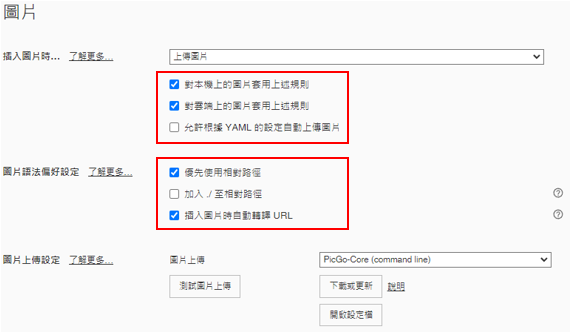 圖片
插入圖片時... 了解更多... 上傳圖片
對本機上的圖片套用上述規則
對雲端上的圖片套用上述規則
允許根據 YAML 的設定自動上傳圖片
圖片語法偏好設定 了解更多... 優先使用相對路徑
加入 ./ 至相對路徑 ?
插入圖片時自動轉譯 URL ?
圖片上傳設定 了解更多... 圖片上傳 PicGo-Core (command line)
測試圖片上傳 下載或更新 說明
開啟設定檔